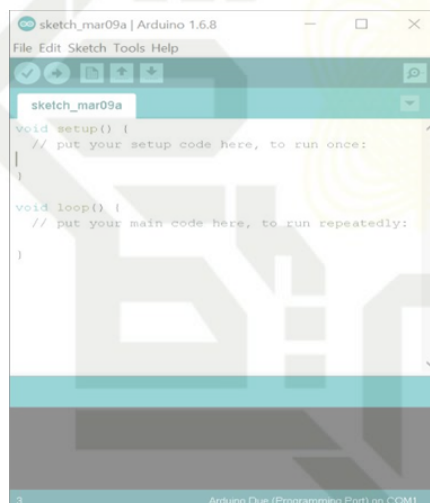 sketch_mar09a | Arduino 1.6.8
File Edit Sketch Tools Help
sketch_mar09a
void setup() {
// put your setup code here, to run once:
}
void loop() {
// put your main code here, to run repeatedly:
}
3 Arduino Due (Programming Port) on COM1